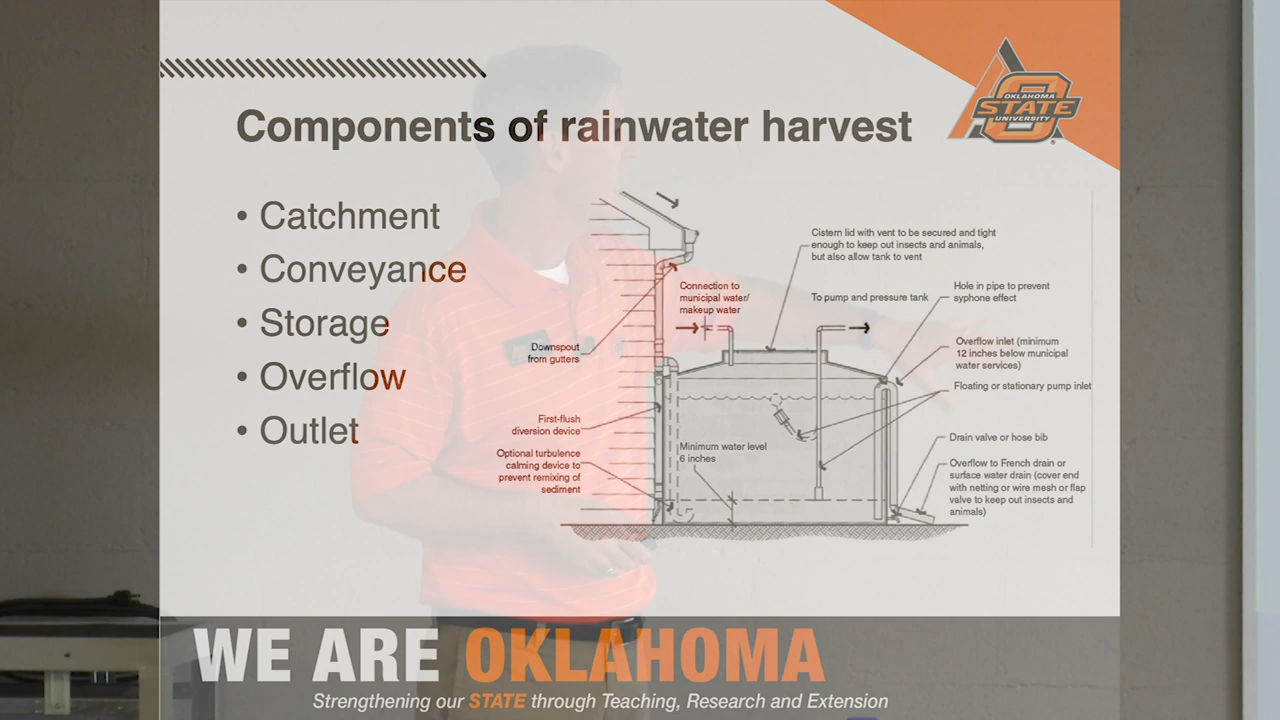 Components of rainwater harvest
OKLAHOMA
STATE
UNIVERSITY
• Catchment
• Conveyance
• Storage
• Overflow
• Outlet
Cistern lid with vent to be secured and tight
enough to keep out insects and animals,
but also allow tank to vent
Connection to
municipal water/
makeup water
To pump and pressure tank
Hole in pipe to prevent
syphone effect
Downspout
from gutters
Overflow inlet (minimum
12 inches below municipal
water services)
Floating or stationary pump inlet
First-flush
diversion device
Optional turbulence
calming device to
prevent remixing of
sediment
Minimum water level
6 inches
Drain valve or hose bib
Overflow to French drain or
surface water drain (cover end
with netting or wire mesh or flap
valve to keep out insects and
animals)
WE ARE OKLAHOMA
Strengthening our STATE through Teaching, Research and Extension